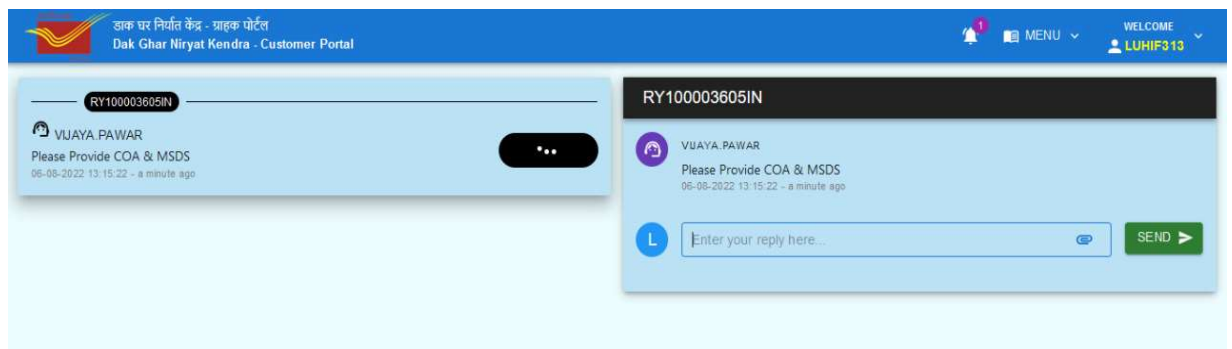 डाक घर निर्यात केंद्र - ग्राहक पोर्टल
Dak Ghar Niryat Kendra - Customer Portal
1
MENU
WELCOME
LUHIF313
RY100003605IN
VIJAYA.PAWAR
Please Provide COA & MSDS
06-08-2022 13:15:22 - a minute ago
RY100003605IN
VIJAYA.PAWAR
Please Provide COA & MSDS
06-08-2022 13:15:22 - a minute ago
L
Enter your reply here...
SEND